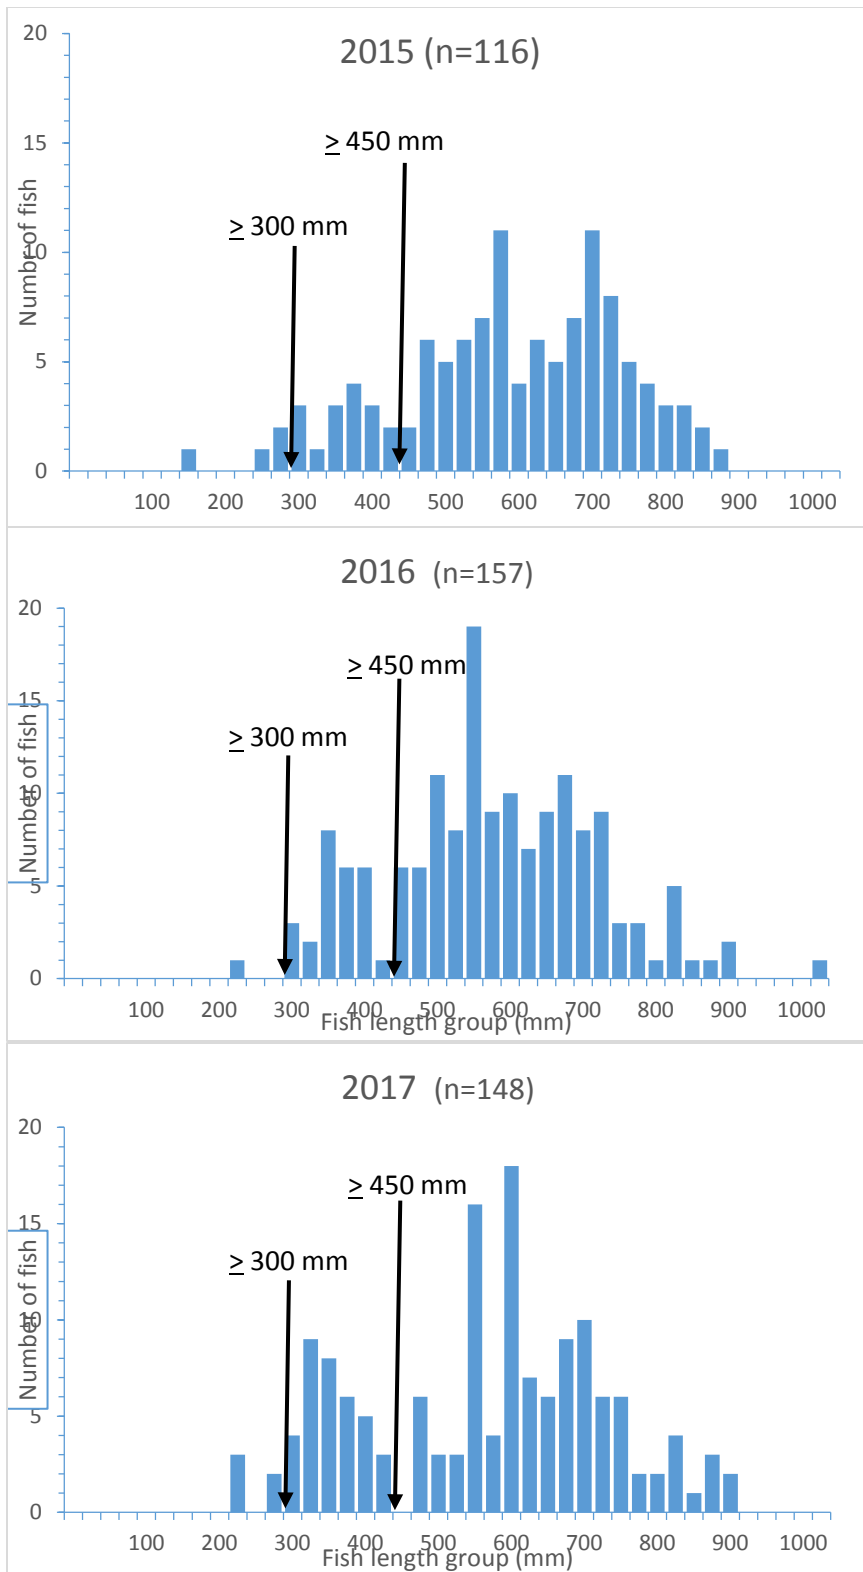 2015 (n=116)
20
15
10
5
0
Number of fish
≥ 450 mm
≥ 300 mm
100 200 300 400 500 600 700 800 900 1000
2016 (n=157)
20
15
10
5
0
Number of fish
≥ 450 mm
≥ 300 mm
100 200 300 400 500 600 700 800 900 1000
Fish length group (mm)
2017 (n=148)
20
15
10
5
0
Number of fish
≥ 450 mm
≥ 300 mm
100 200 300 400 500 600 700 800 900 1000
Fish length group (mm)